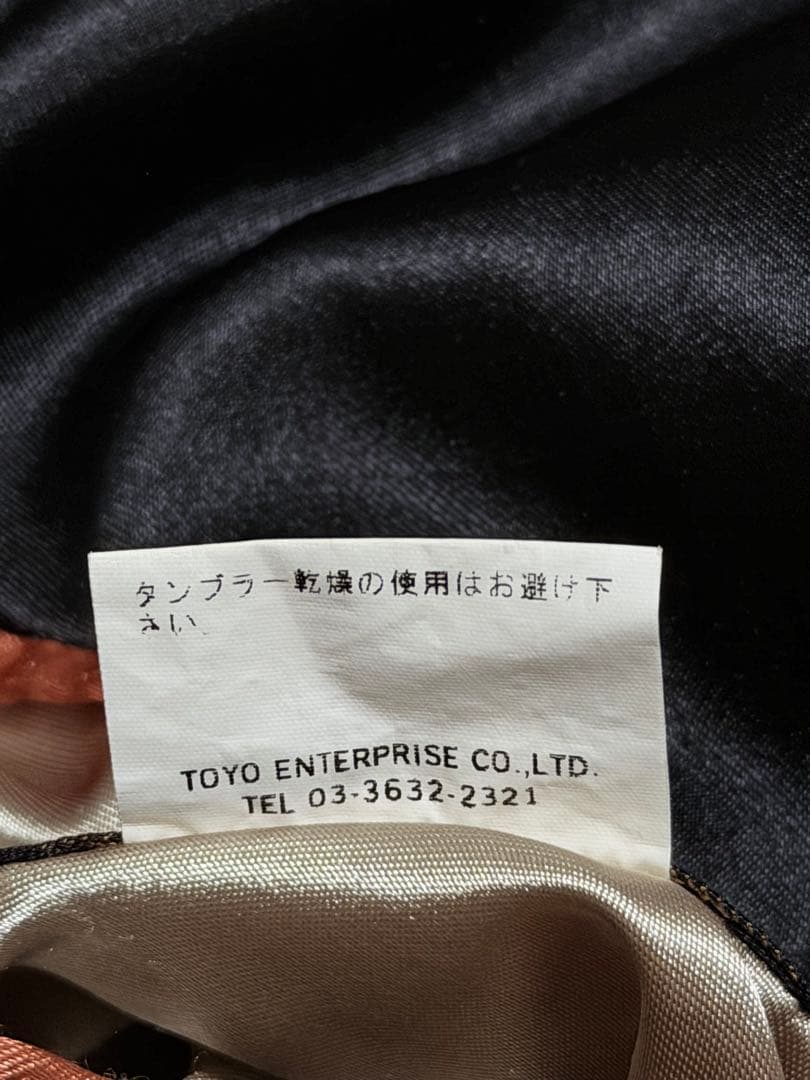 タンブラー乾燥の使用はお避け下
さい。
TOYO ENTERPRISE CO.,LTD.
TEL 03-3632-2321